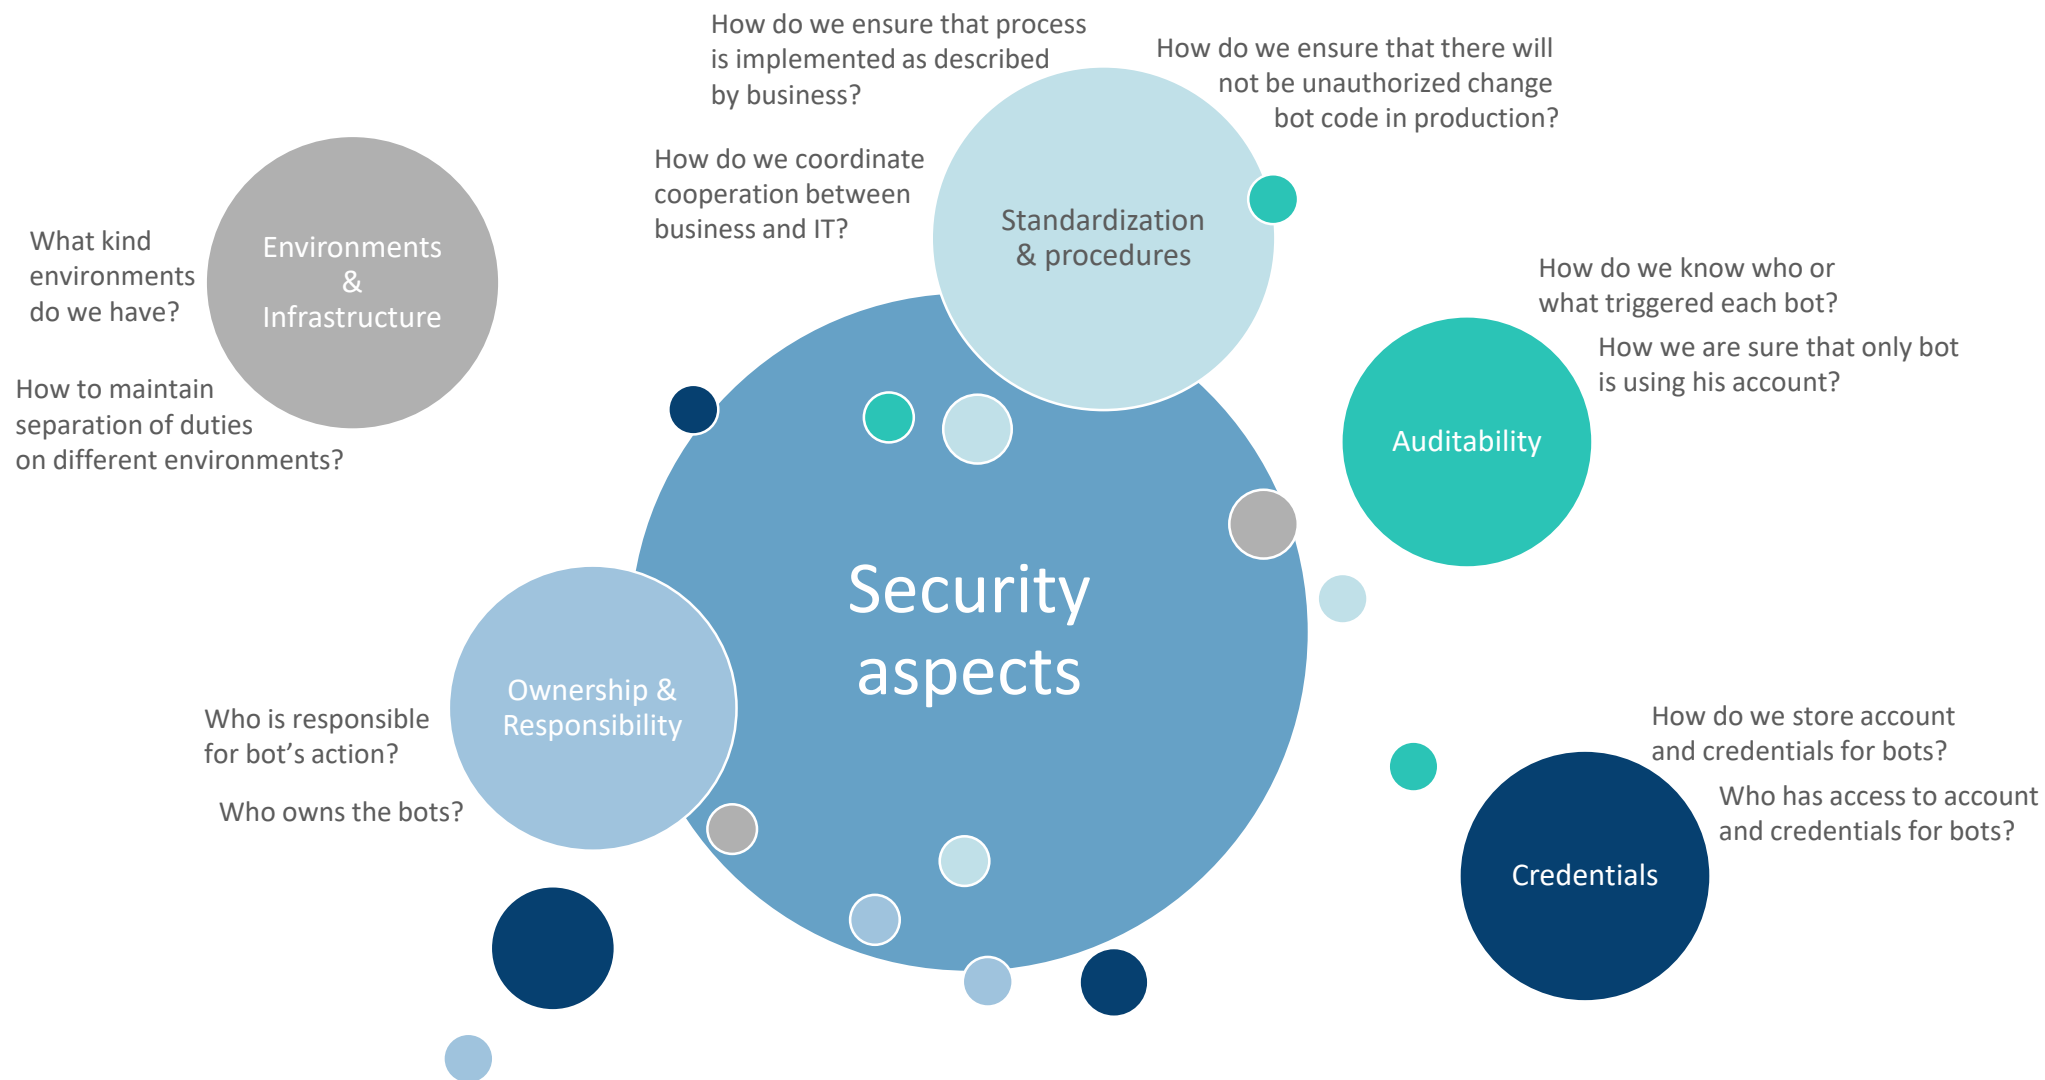 How do we ensure that process
is implemented as described
by business?
How do we ensure that there will
not be unauthorized change
bot code in production?
How do we coordinate
cooperation between
business and IT?
Standardization
& procedures
What kind
environments
do we have?
Environments
&
Infrastructure
How to maintain
separation of duties
on different environments?
How do we know who or
what triggered each bot?
How we are sure that only bot
is using his account?
Auditability
Security
aspects
Ownership &
Responsibility
Who is responsible
for bot’s action?
Who owns the bots?
How do we store account
and credentials for bots?
Who has access to account
and credentials for bots?
Credentials